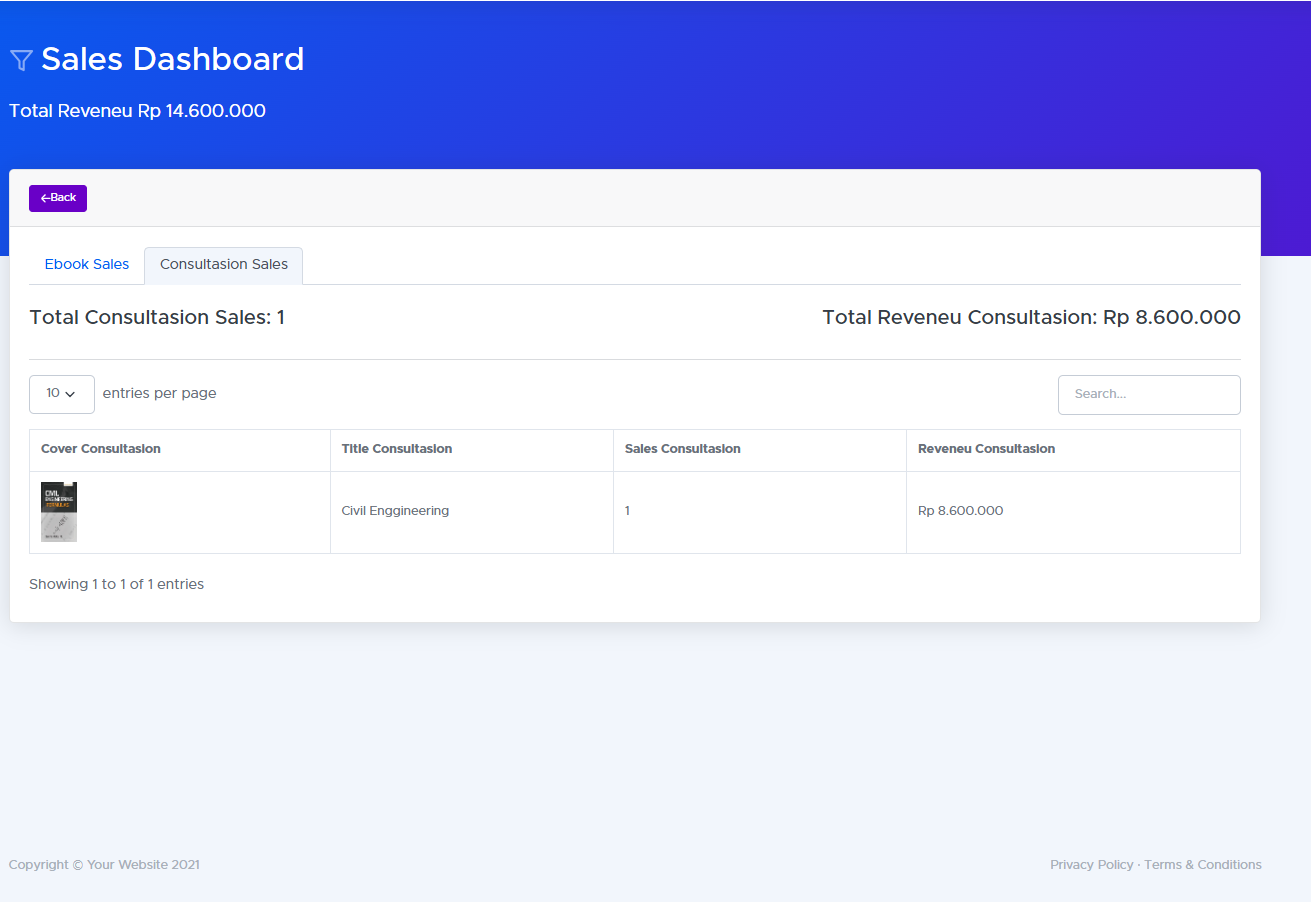 Sales Dashboard
Total Reveneu Rp 14.600.000
Back
Ebook Sales
Consultasion Sales
Total Consultasion Sales: 1
Total Reveneu Consultasion: Rp 8.600.000
10
entries per page
Search...
Cover Consultasion
Title Consultasion
Sales Consultasion
Reveneu Consultasion
CIVIL
ENGINEERING
FORMULAS
Civil Enggineering
1
Rp 8.600.000
Showing 1 to 1 of 1 entries
Copyright © Your Website 2021
Privacy Policy · Terms & Conditions